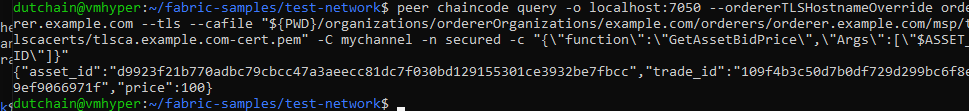 dutchain@vmhyper:~/fabric-samples/test-network$ peer chaincode query -o localhost:7050 --ordererTLSHostnameOverride orde
rer.example.com --tls --cafile "${PWD}/organizations/ordererOrganizations/example.com/orderers/orderer.example.com/msp/t
lscacerts/tlsca.example.com-cert.pem" -C mychannel -n secured -c "{\"function\":\"GetAssetBidPrice\",\"Args\":[\"$ASSET_
ID\"]}"
{"asset_id":"d9923f21b770adbc79cbcc47a3aeecc81dc7f030bd129155301ce3932be7fbcc","trade_id":"109f4b3c50d7b0df729d299bc6f8e
9ef9066971f","price":100}
dutchain@vmhyper:~/fabric-samples/test-network$